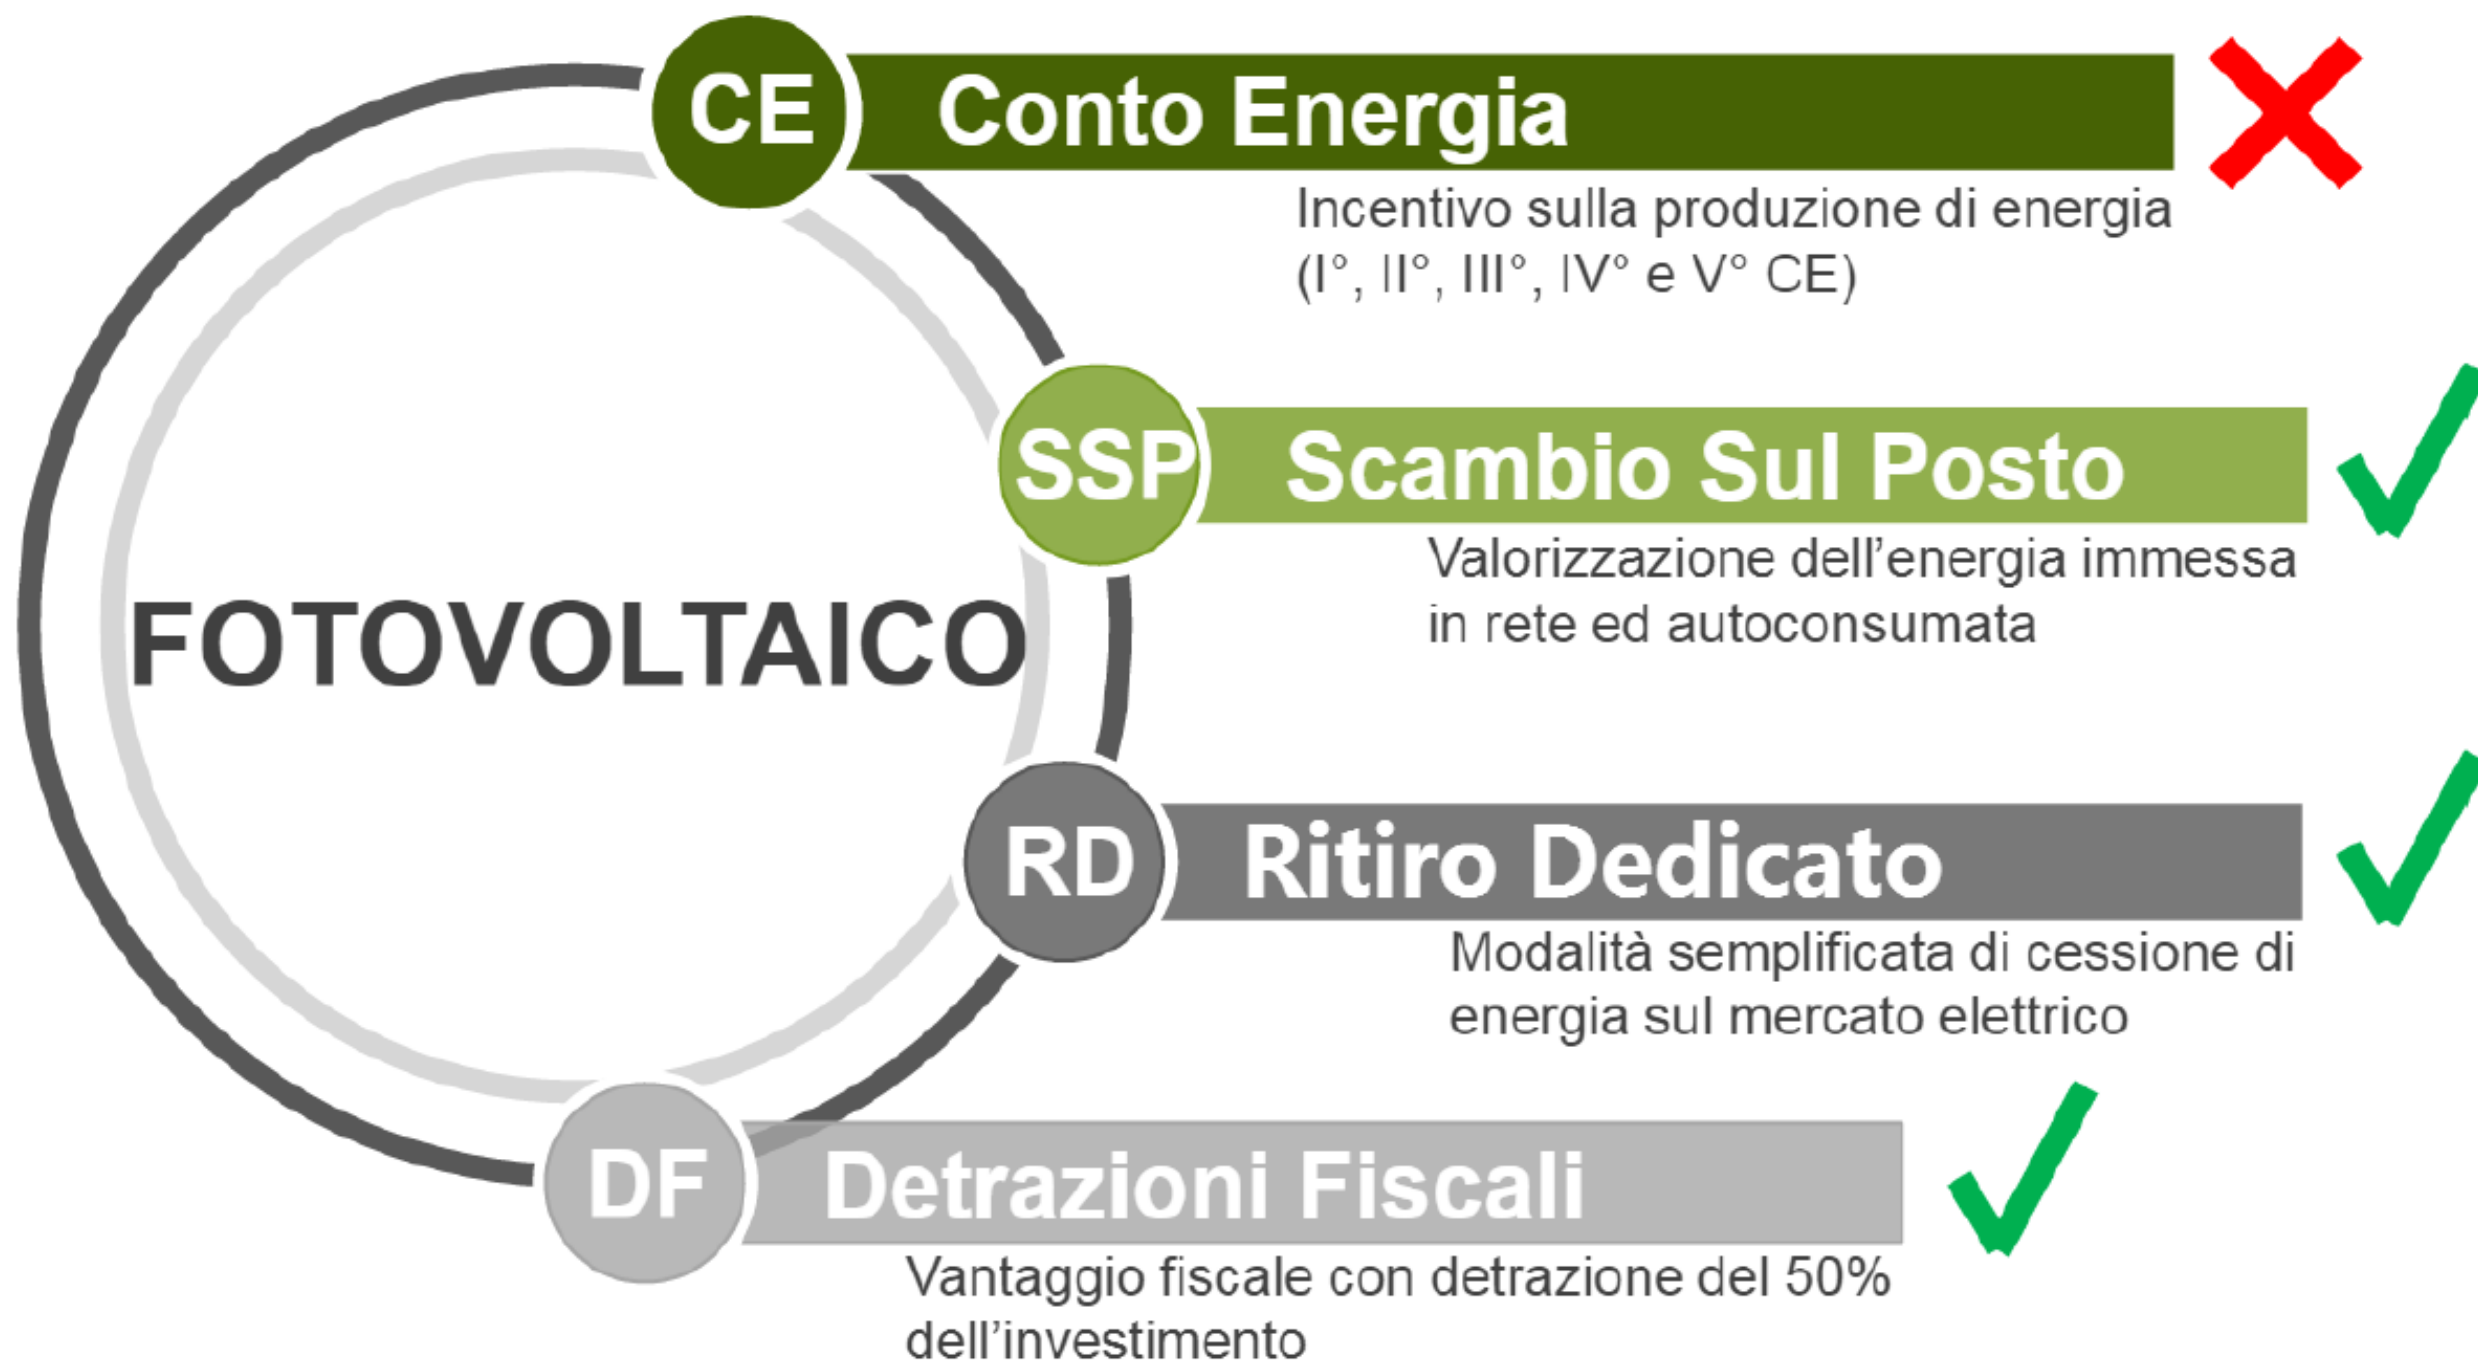 CE
Conto Energia
Incentivo sulla produzione di energia
(I°, II°, III°, IV° e V° CE)
SSP
Scambio Sul Posto
Valorizzazione dell'energia immessa
in rete ed autoconsumata
FOTOVOLTAICO
RD
Ritiro Dedicato
Modalità semplificata di cessione di
energia sul mercato elettrico
DF
Detrazioni Fiscali
Vantaggio fiscale con detrazione del 50%
dell'investimento